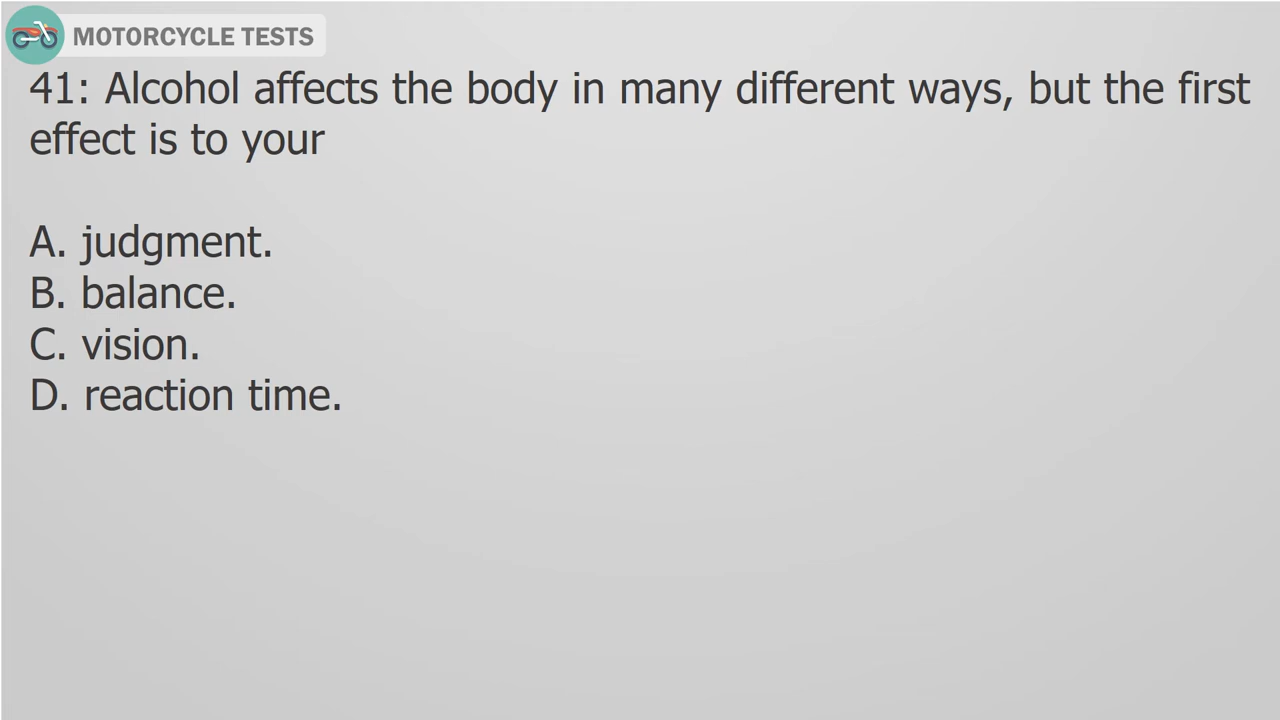 MOTORCYCLE TESTS
41: Alcohol affects the body in many different ways, but the first
effect is to your
A. judgment.
B. balance.
C. vision.
D. reaction time.